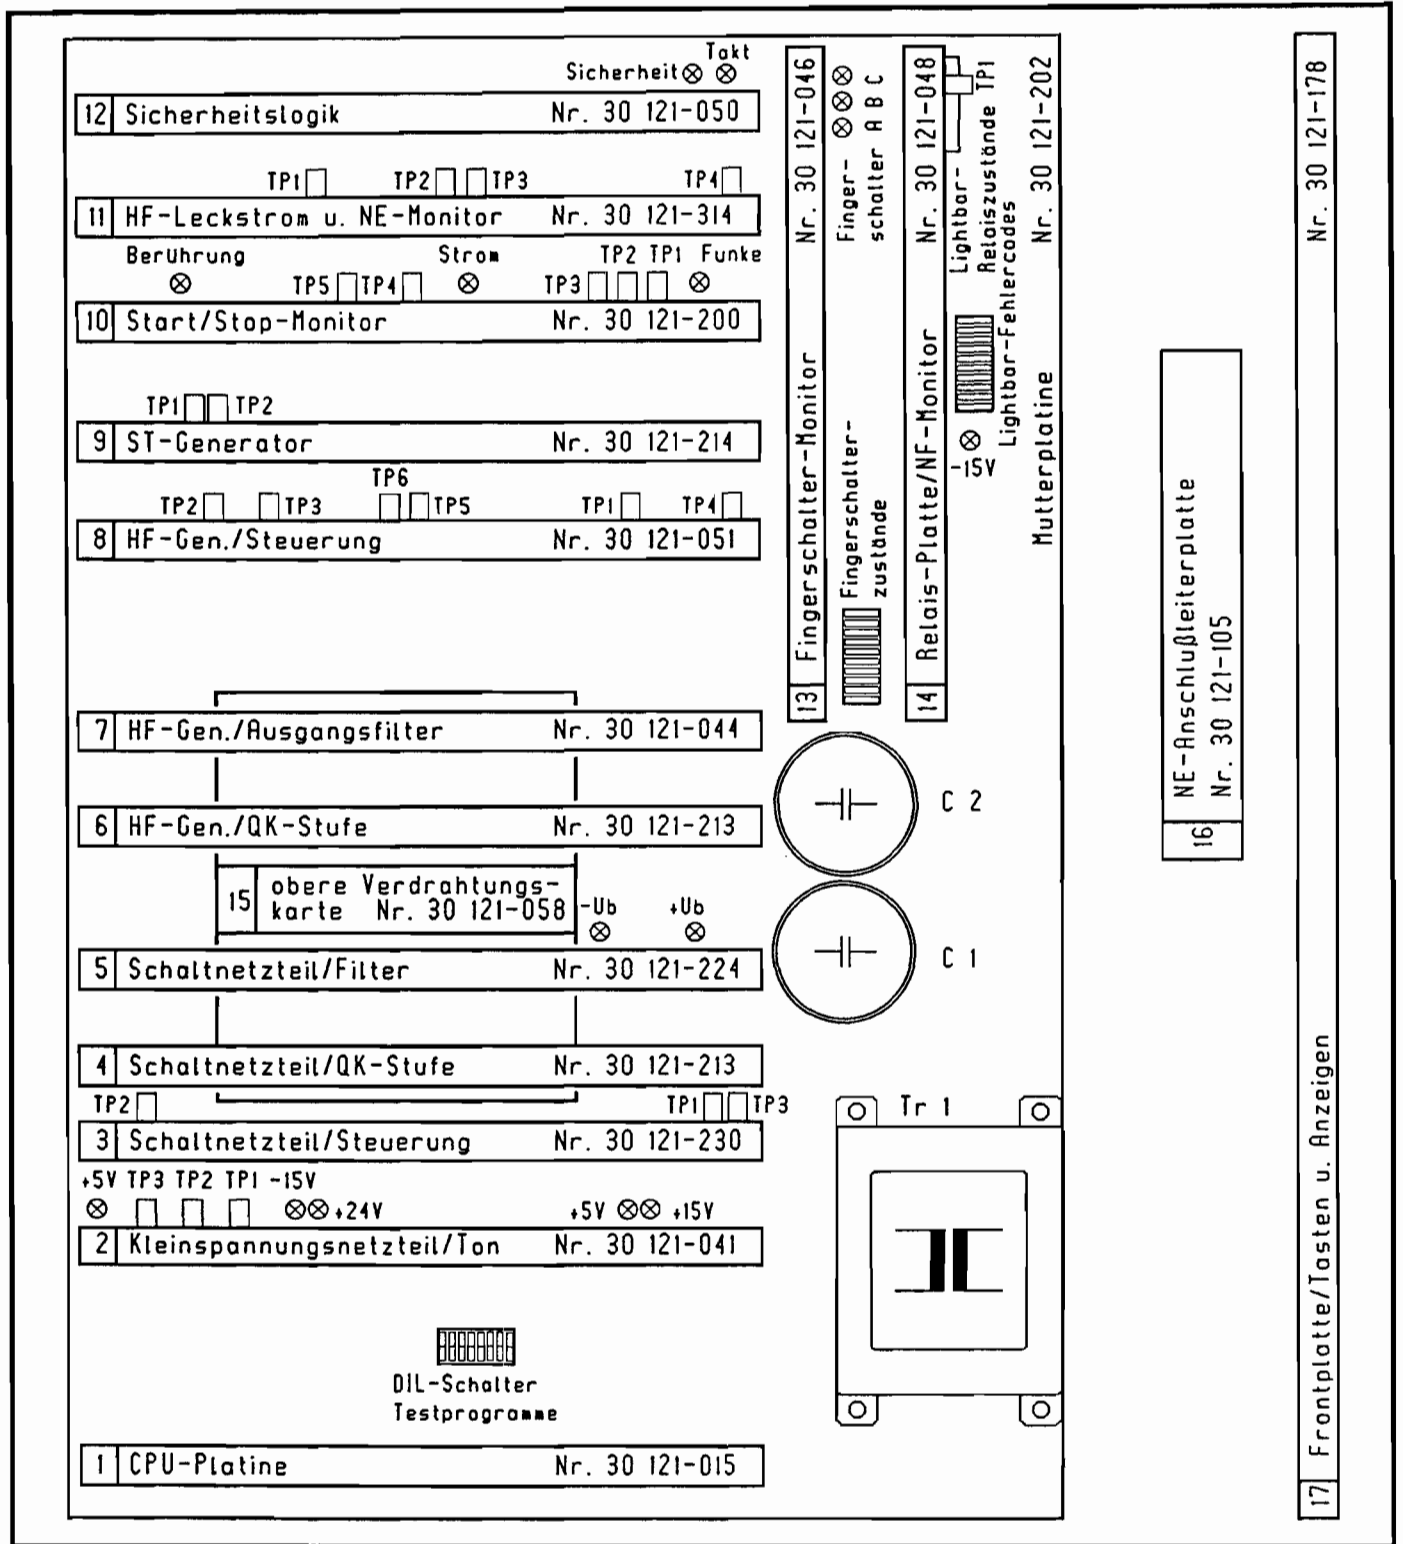 Takt
Sicherheit
12 Sicherheitslogik Nr. 30 121-050
TP1 TP2 TP3 TP4
11 HF-Leckstrom u. NE-Monitor Nr. 30 121-314
Berührung Strom TP2 TP1 Funke
TP5 TP4 TP3
10 Start/Stop-Monitor Nr. 30 121-200
TP1 TP2
9 ST-Generator Nr. 30 121-214
TP6
TP2 TP3 TP5 TP1 TP4
8 HF-Gen./Steuerung Nr. 30 121-051
7 HF-Gen./Ausgangsfilter Nr. 30 121-044
6 HF-Gen./QK-Stufe Nr. 30 121-213
15 obere Verdrahtungs-
karte Nr. 30 121-058
-Ub +Ub
5 Schaltnetzteil/Filter Nr. 30 121-224
4 Schaltnetzteil/QK-Stufe Nr. 30 121-213
TP2 TP1 TP3
3 Schaltnetzteil/Steuerung Nr. 30 121-230
+5V TP3 TP2 TP1 -15V
+24V +5V +15V
2 Kleinspannungsnetzteil/Ton Nr. 30 121-041
DIL-Schalter
Testprogramme
1 CPU-Platine Nr. 30 121-015
13 Fingerschalter-Monitor Nr. 30 121-046
Fingerschalter-
zustände
Finger-
schalter A B C
14 Relais-Platte/NF-Monitor Nr. 30 121-048
-15V
Lightbar-
Relaiszustände TP1
Lightbar-Fehlercodes
Mutterplatine Nr. 30 121-202
C 2
C 1
Tr 1
16 NE-Anschlußleiterplatte
Nr. 30 121-105
17 Frontplatte/Tasten u. Anzeigen Nr. 30 121-178